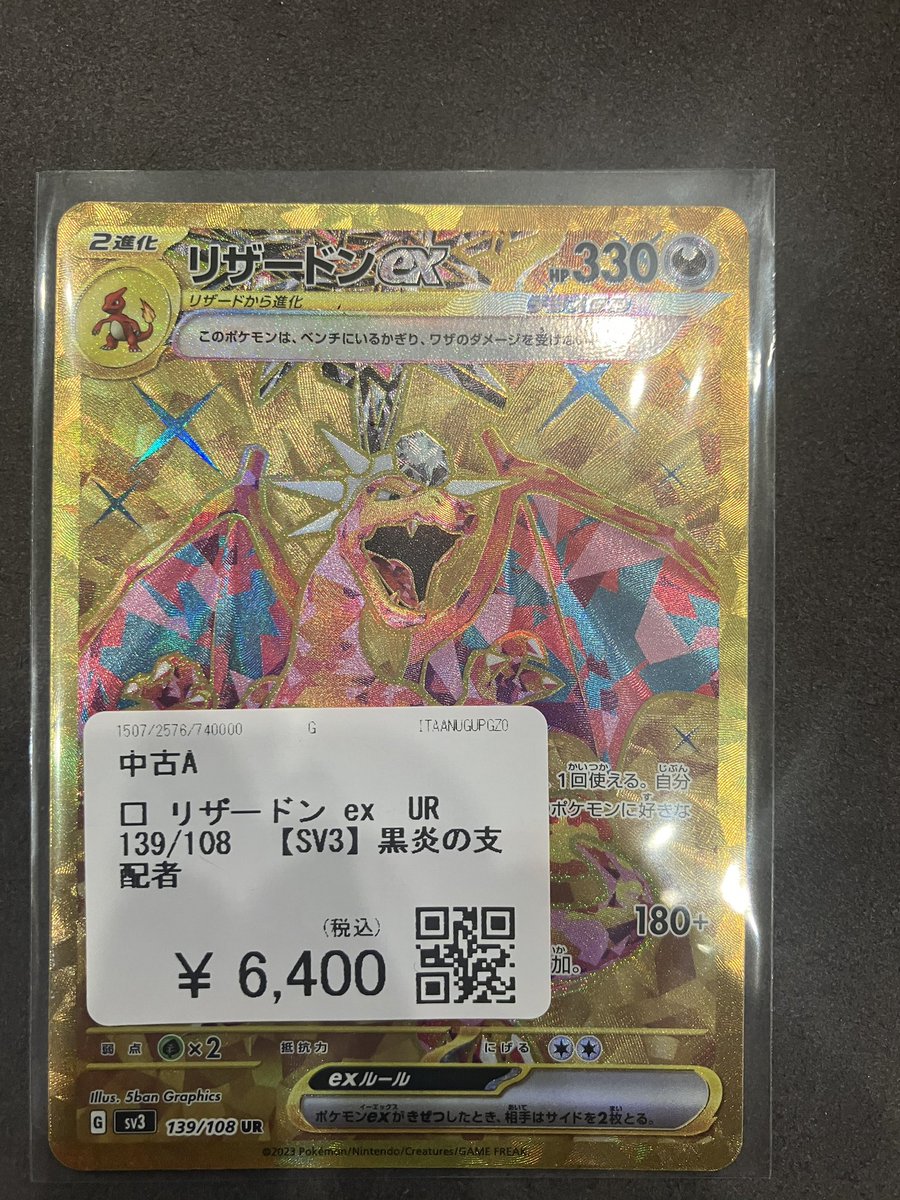 2進化
リザードンex
HP 330
リザードから進化
テラスタル
このポケモンは、ベンチにいるかぎり、ワザのダメージを受けない。
1回使える。自分
ポケモンに好きな
180+
加。
1507/2576/740000 G ITAANUGUPGZ0
中古A
□ リザードン ex UR
139/108 【SV3】黒炎の支
配者
(税込)
¥ 6,400
弱点 ×2 抵抗力 にげる
exルール
ポケモンexがきぜつしたとき、相手はサイドを2枚とる。
Illus. 5ban Graphics
G SV3 139/108 UR
©2023 Pokémon/Nintendo/Creatures/GAME FREAK